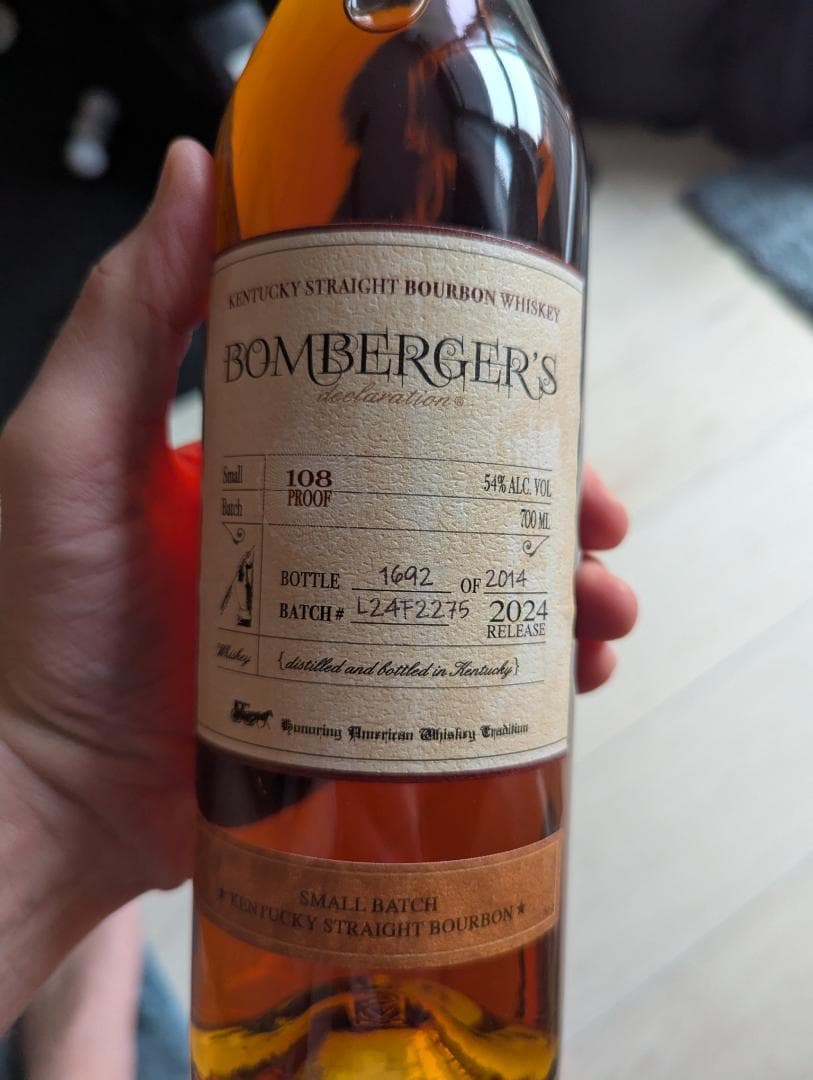 KENTUCKY STRAIGHT BOURBON WHISKEY
BOMBERGER'S
declaration®
Small
Batch
108
PROOF
54% ALC. VOL
700 ML
BOTTLE 1692 OF 2014
BATCH # L24F2275 2024
RELEASE
Whiskey
{distilled and bottled in Kentucky}
Honoring American Whiskey Tradition
SMALL BATCH
★ KENTUCKY STRAIGHT BOURBON ★